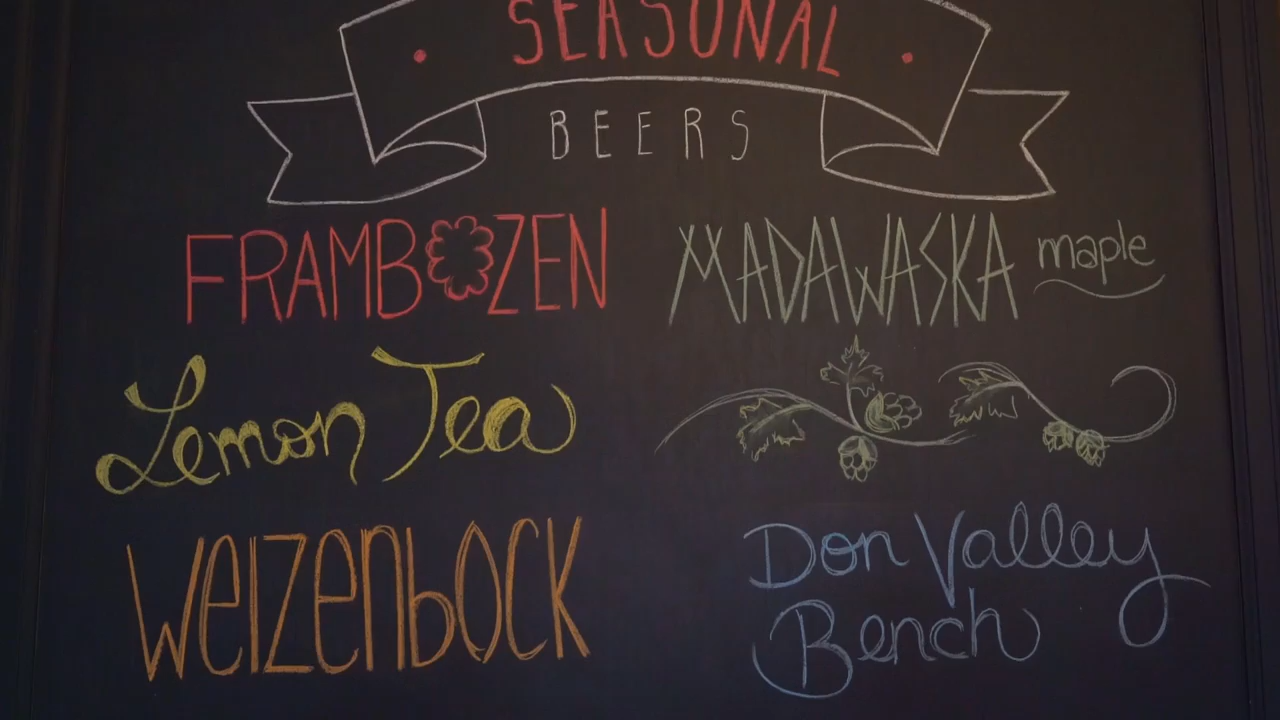 SEASONAL
BEERS
FRAMBOZEN
MADAWASKA maple
Lemon Tea
WEIZENBOCK
Don Valley
Bench